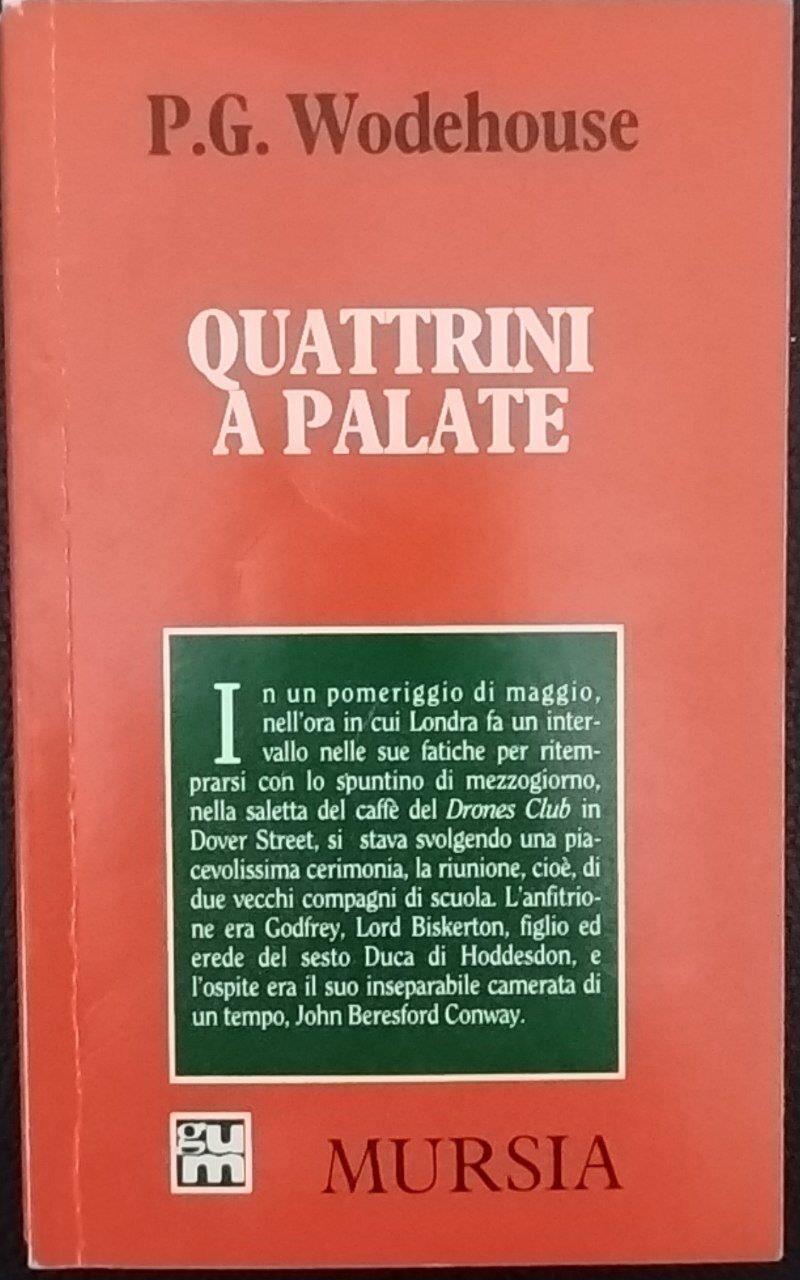 P.G. Wodehouse
QUATTRINI
A PALATE
In un pomeriggio di maggio,
nell'ora in cui Londra fa un inter-
vallo nelle sue fatiche per ritem-
prarsi con lo spuntino di mezzogiorno,
nella saletta del caffè del Drones Club in
Dover Street, si stava svolgendo una pia-
cevolissima cerimonia, la riunione, cioè, di
due vecchi compagni di scuola. L'anfitrio-
ne era Godfrey, Lord Biskerton, figlio ed
erede del sesto Duca di Hoddesdon, e
l'ospite era il suo inseparabile camerata di
un tempo, John Beresford Conway.
gum
MURSIA